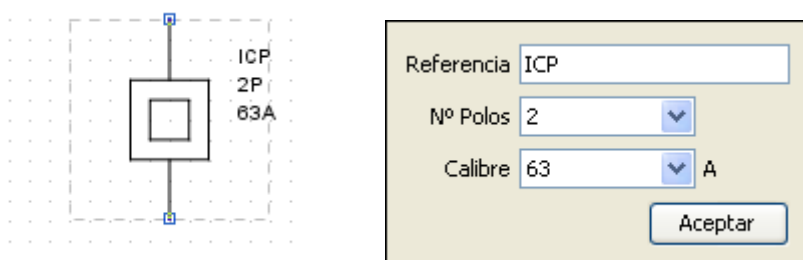 ICP
2P
63A
Referencia ICP
Nº Polos 2
Calibre 63 A
Aceptar